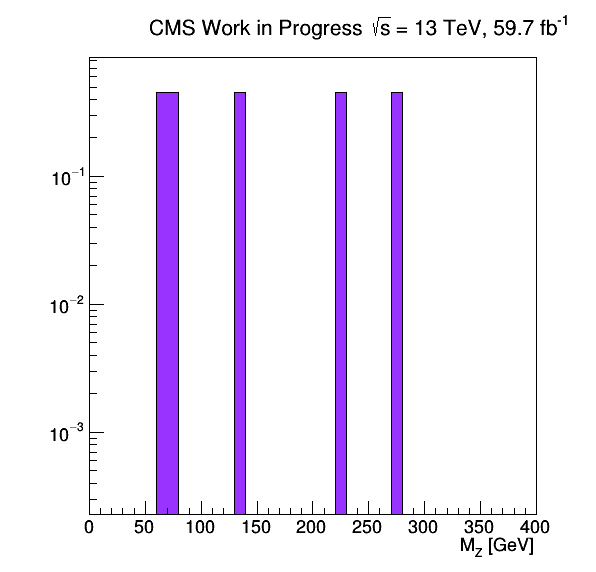 CMS Work in Progress √s = 13 TeV, 59.7 fb⁻¹
10⁻¹
10⁻²
10⁻³
0 50 100 150 200 250 300 350 400
M_Z [GeV]